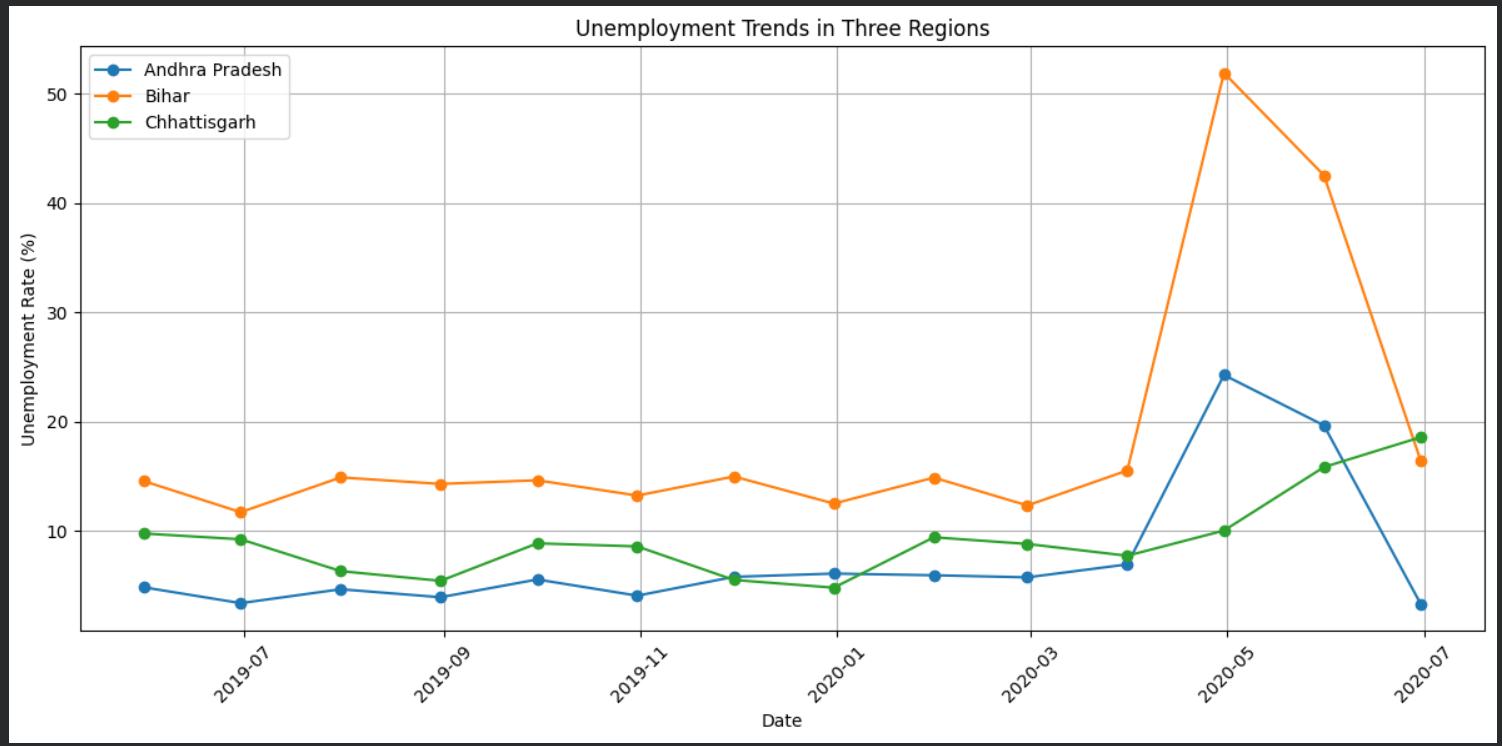 Unemployment Trends in Three Regions
Andhra Pradesh
Bihar
Chhattisgarh
Unemployment Rate (%)
50
40
30
20
10
2019-07
2019-09
2019-11
2020-01
2020-03
2020-05
2020-07
Date